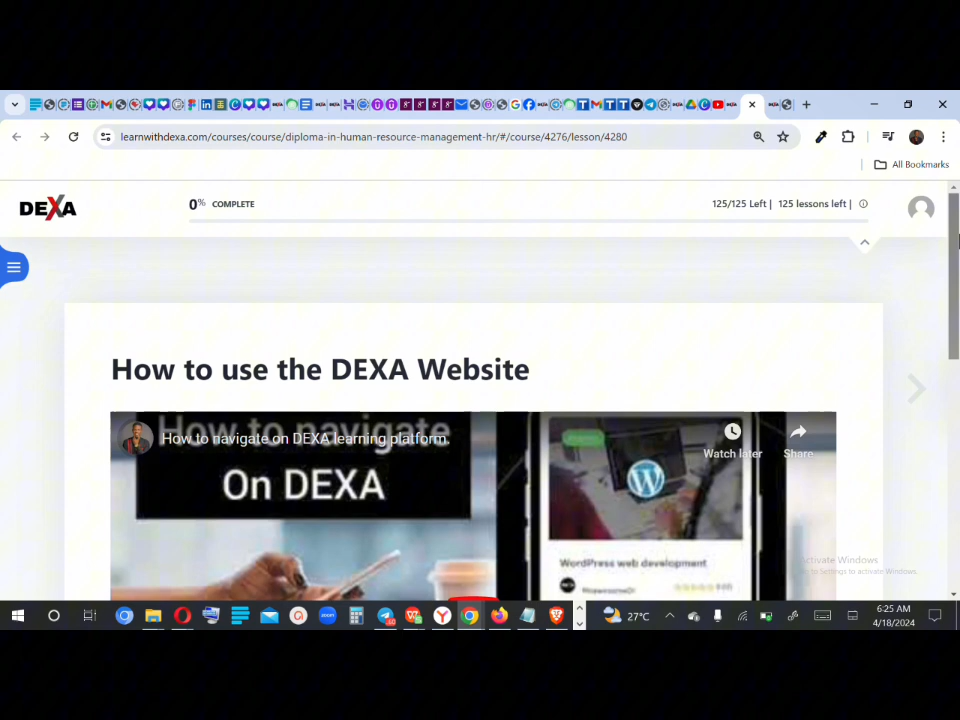 learnwithdexa.com/courses/course/diploma-in-human-resource-management-hr/#/course/4276/lesson/4280
All Bookmarks
DEXA
0% COMPLETE
125/125 Left | 125 lessons left |
How to use the DEXA Website
How to navigate
How to navigate on DEXA learning platform.
On DEXA
Watch later
Share
WordPress web development
Activate Windows
to Settings to activate Windows.
zoom
27°C
6:25 AM
4/18/2024